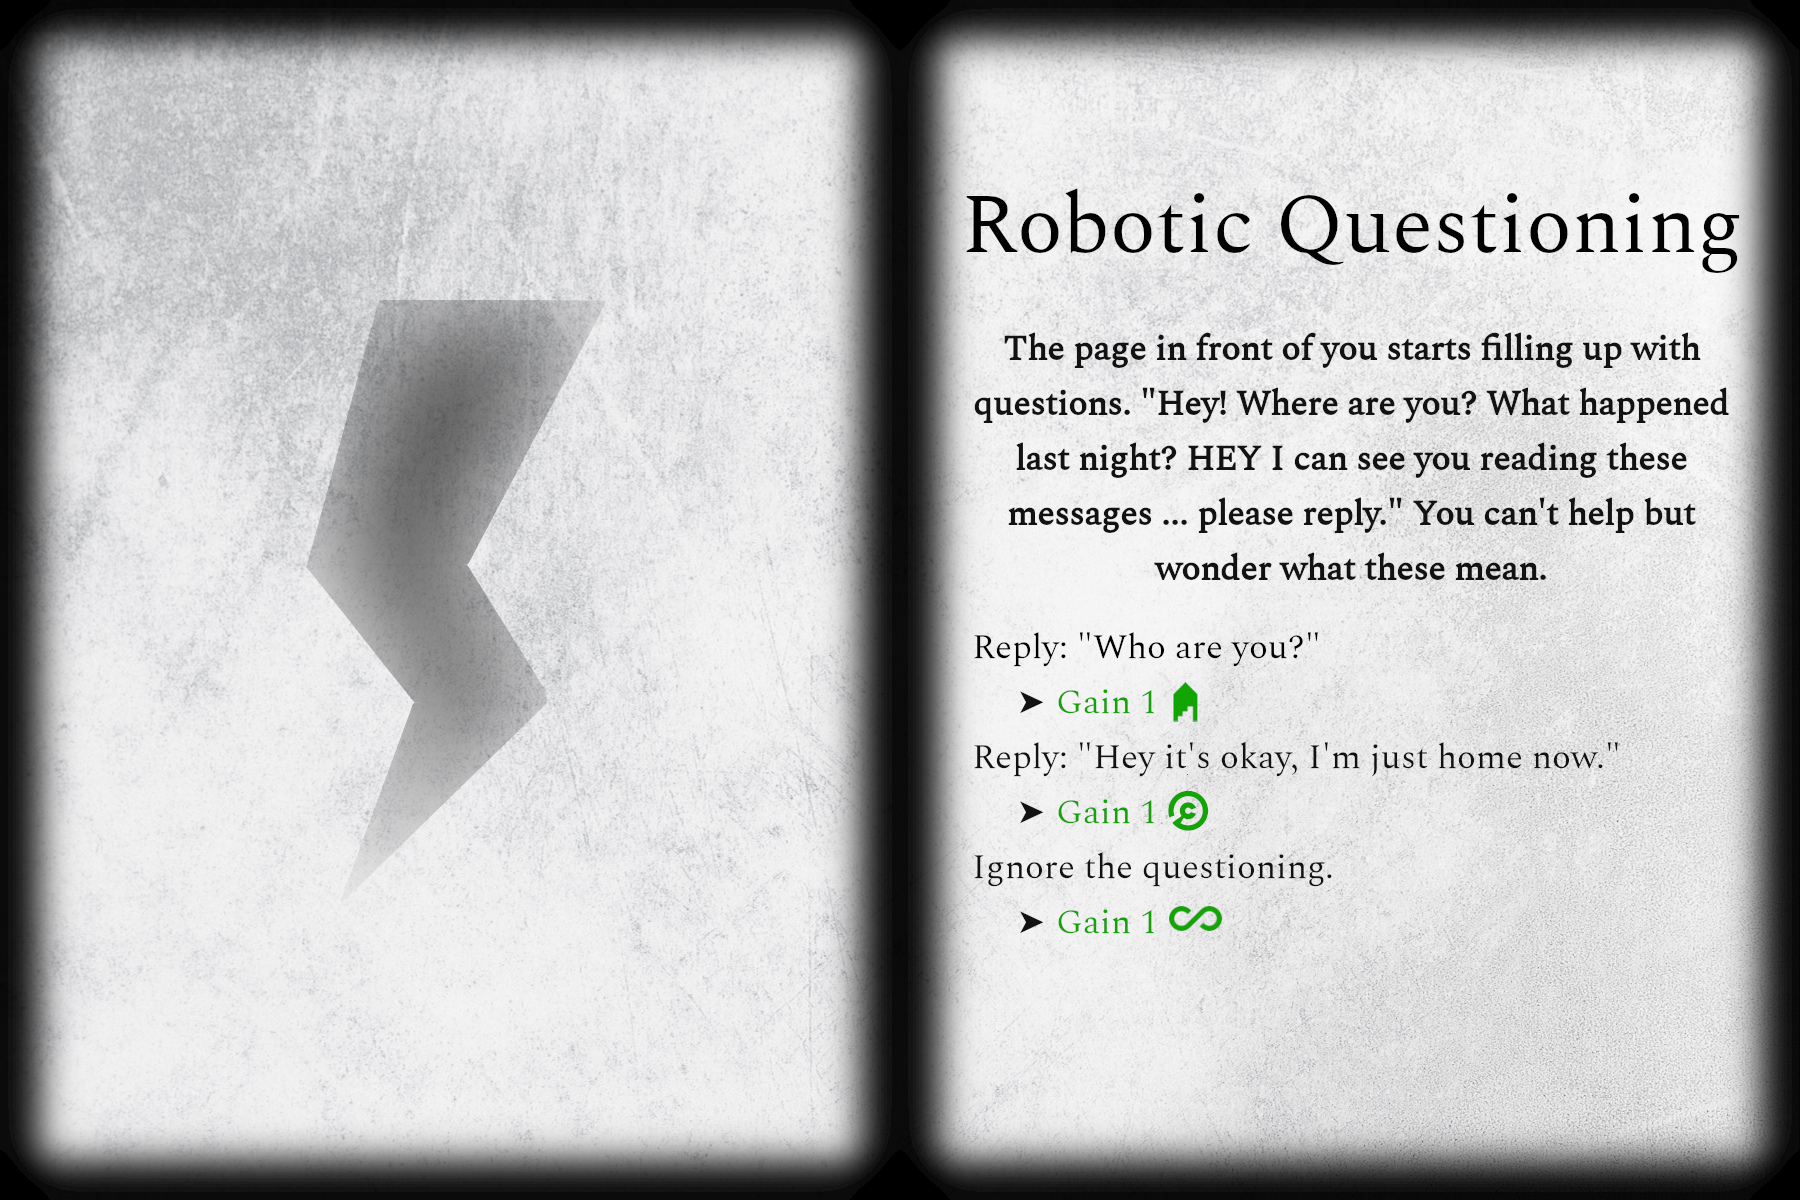 Robotic Questioning
The page in front of you starts filling up with
questions. "Hey! Where are you? What happened
last night? HEY I can see you reading these
messages ... please reply." You can't help but
wonder what these mean.
Reply: "Who are you?"
➤ Gain 1
Reply: "Hey it's okay, I'm just home now."
➤ Gain 1
Ignore the questioning.
➤ Gain 1